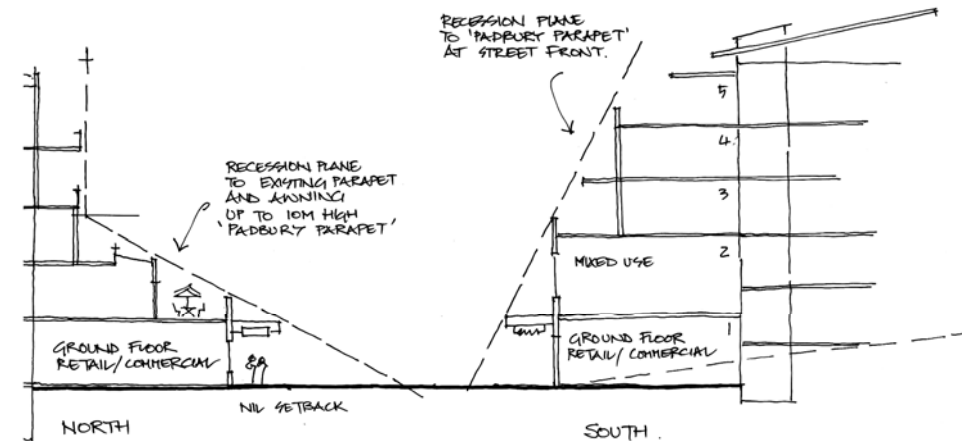 RECESSION PLANE
TO 'PADBURY PARAPET'
AT STREET FRONT.
5
4.
RECESSION PLANE
TO EXISTING PARAPET
AND AWNING
UP TO 10M HIGH
'PADBURY PARAPET'
3
MIXED USE
2
1
GROUND FLOOR
RETAIL/COMMERCIAL
GROUND FLOOR
RETAIL/COMMERCIAL
NIL SETBACK
NORTH
SOUTH.